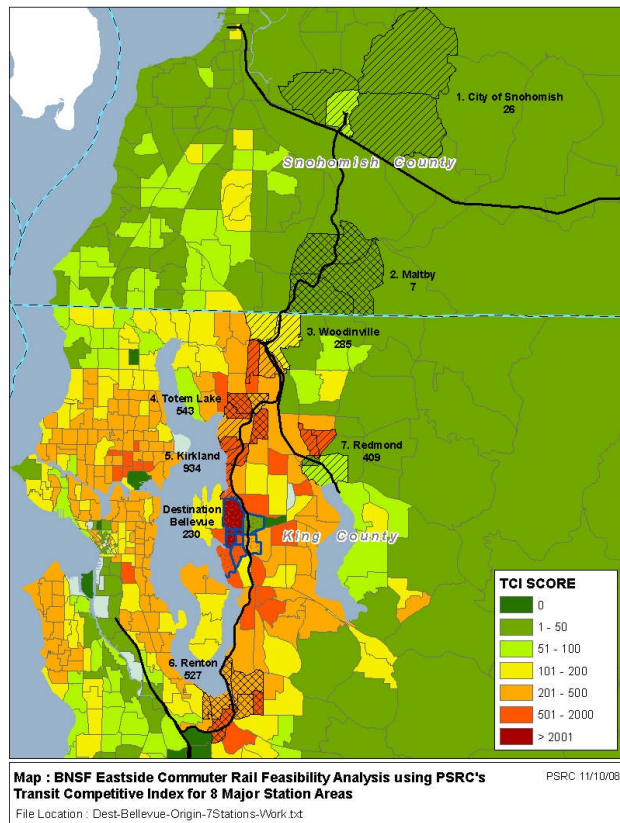 1. City of Snohomish
26
Snohomish County
2. Maltby
7
3. Woodinville
285
4. Totem Lake
543
7. Redmond
409
5. Kirkland
934
Destination
Bellevue
230
King County
6. Renton
527
TCI SCORE
0
1 - 50
51 - 100
101 - 200
201 - 500
501 - 2000
> 2001
Map : BNSF Eastside Commuter Rail Feasibility Analysis using PSRC's
Transit Competitive Index for 8 Major Station Areas
PSRC 11/10/08
File Location : Dest-Bellevue-Origin-7Stations-Work.txt